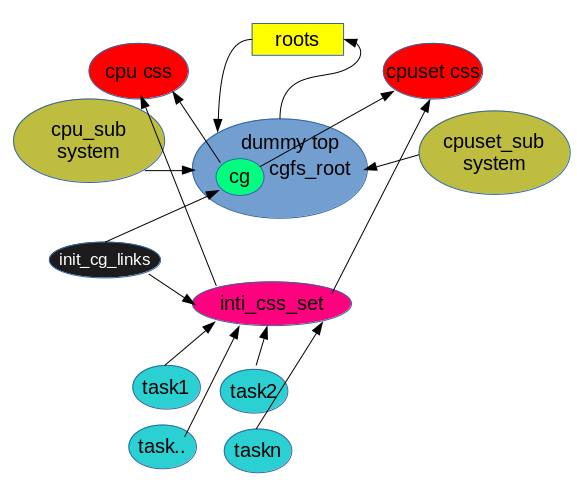 roots
cpu css
cpuset css
cpu_sub
system
dummy top
cgfs_root
cg
cpuset_sub
system
init_cg_links
inti_css_set
task1
task2
task..
taskn